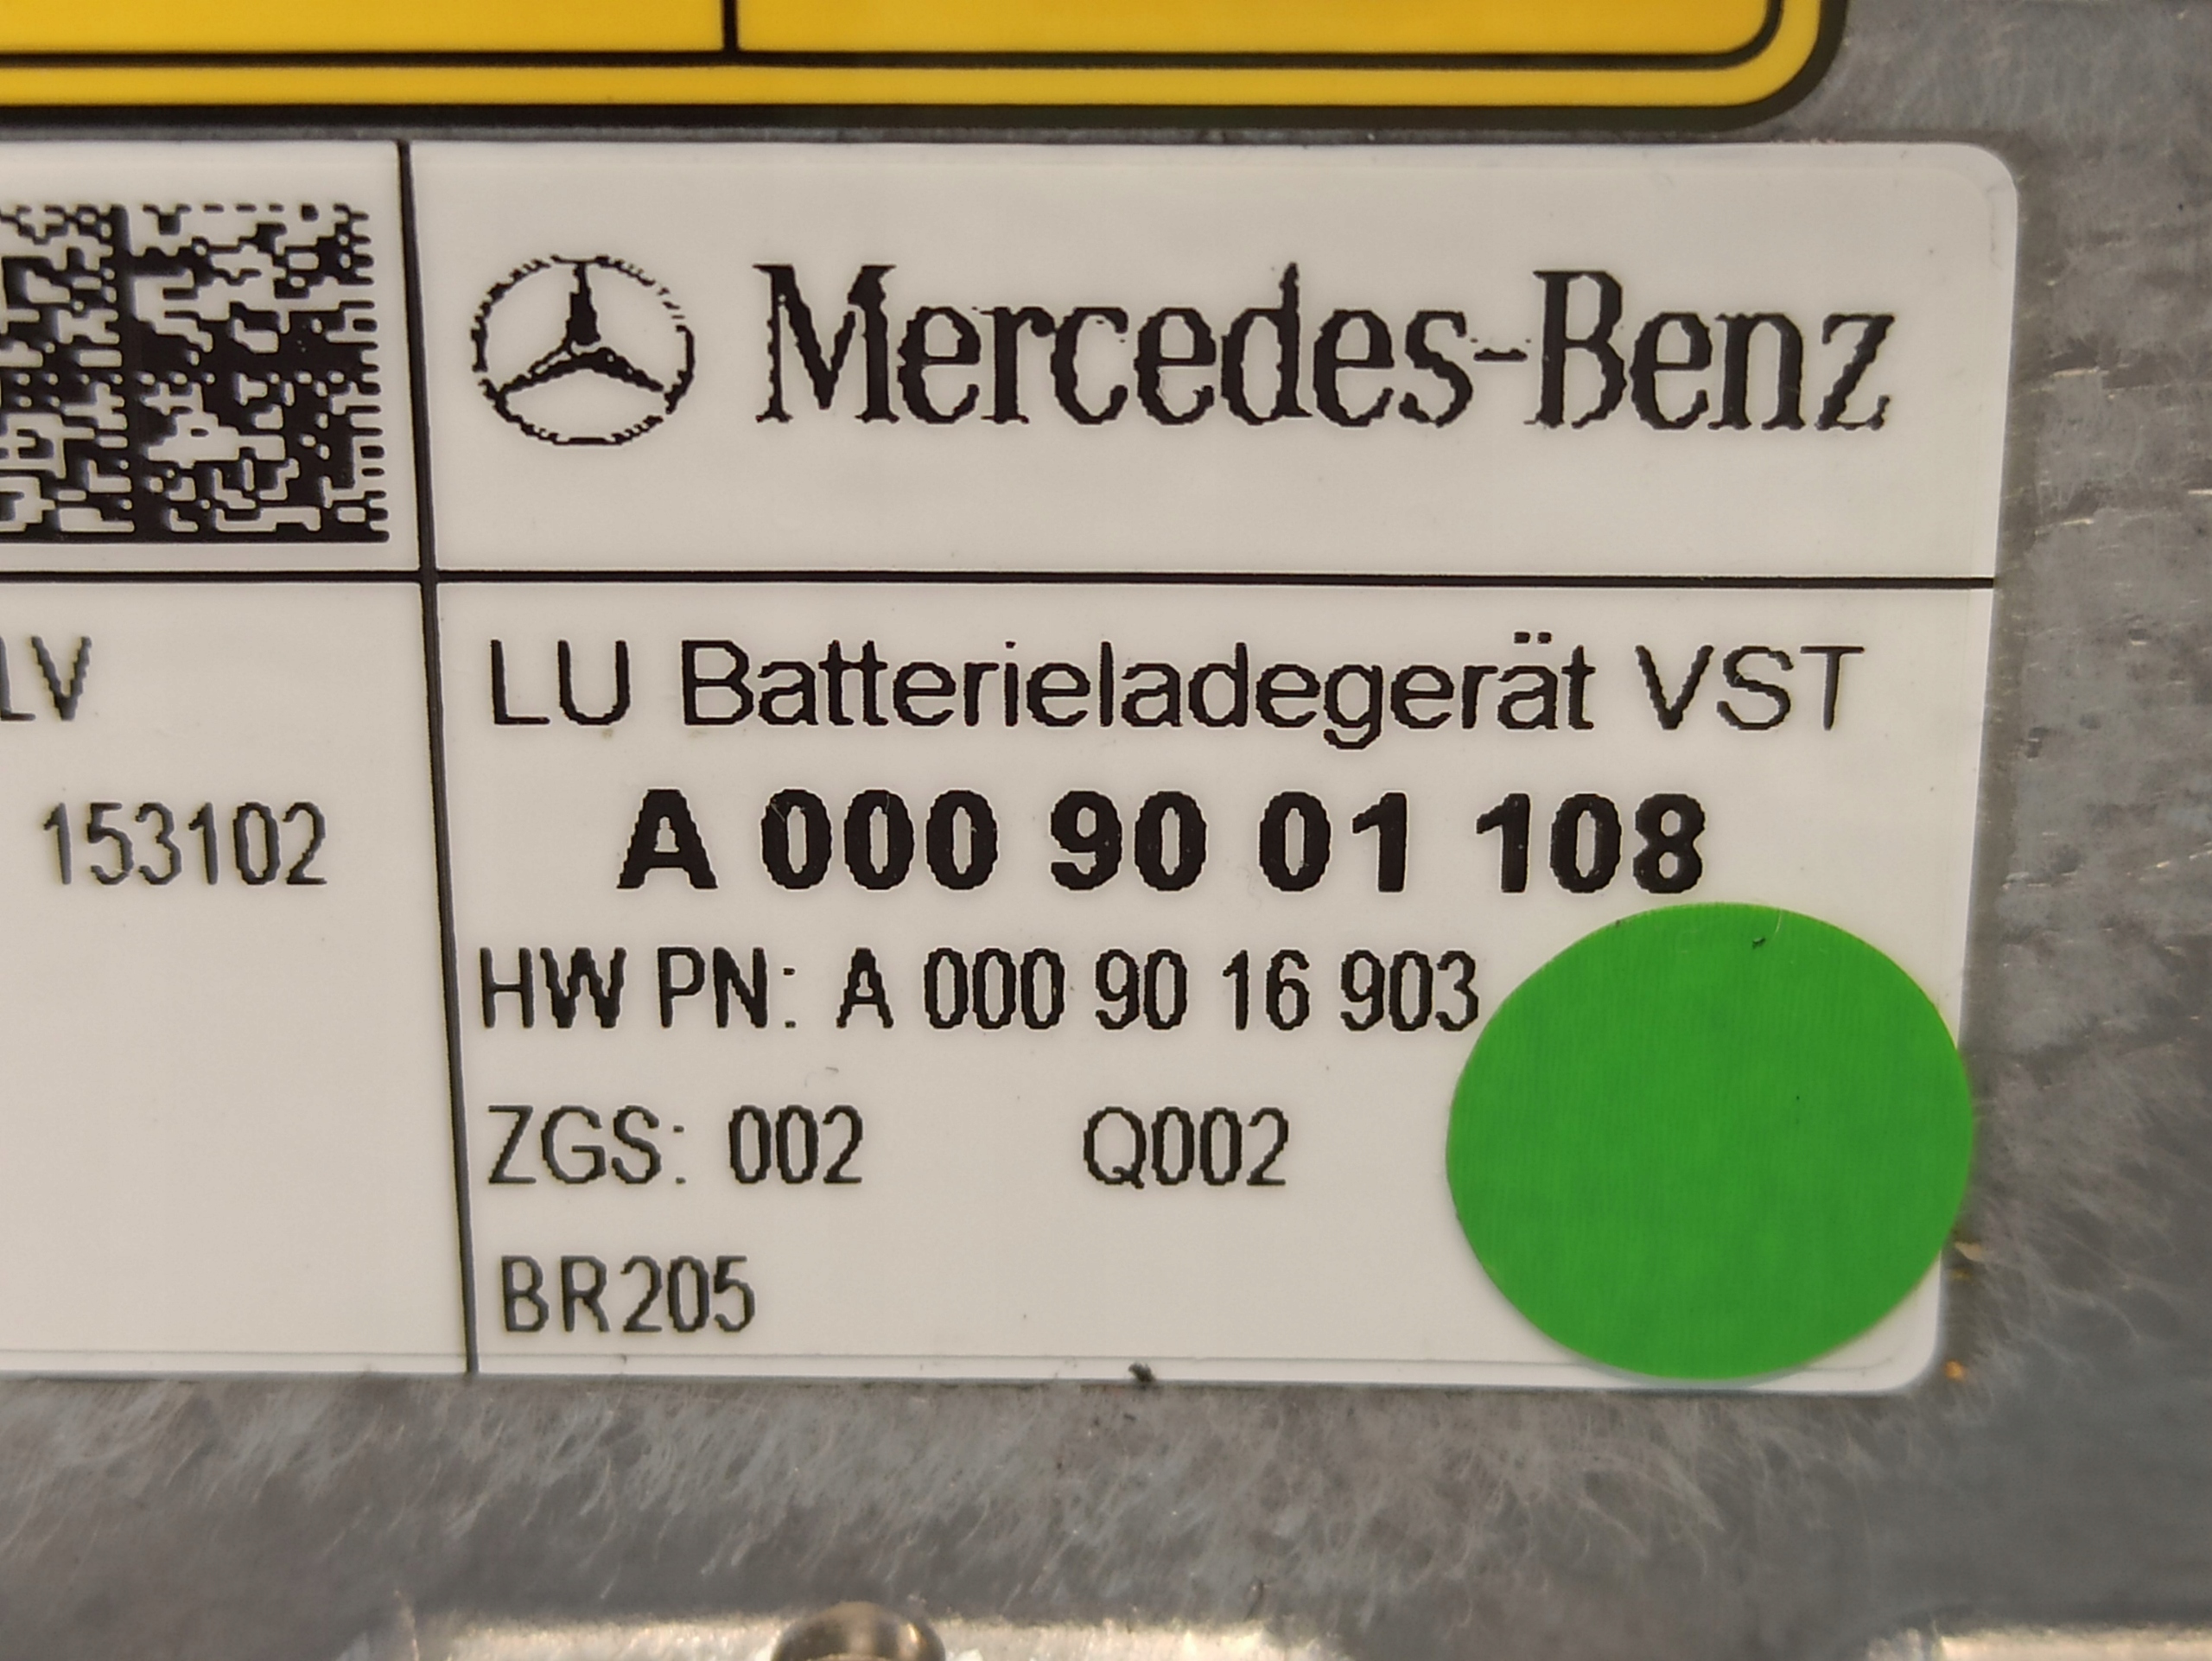 Mercedes-Benz
LV
153102
LU Batterieladegerät VST
A 000 90 01 108
HW PN: A 000 90 16 903
ZGS: 002 Q002
BR205